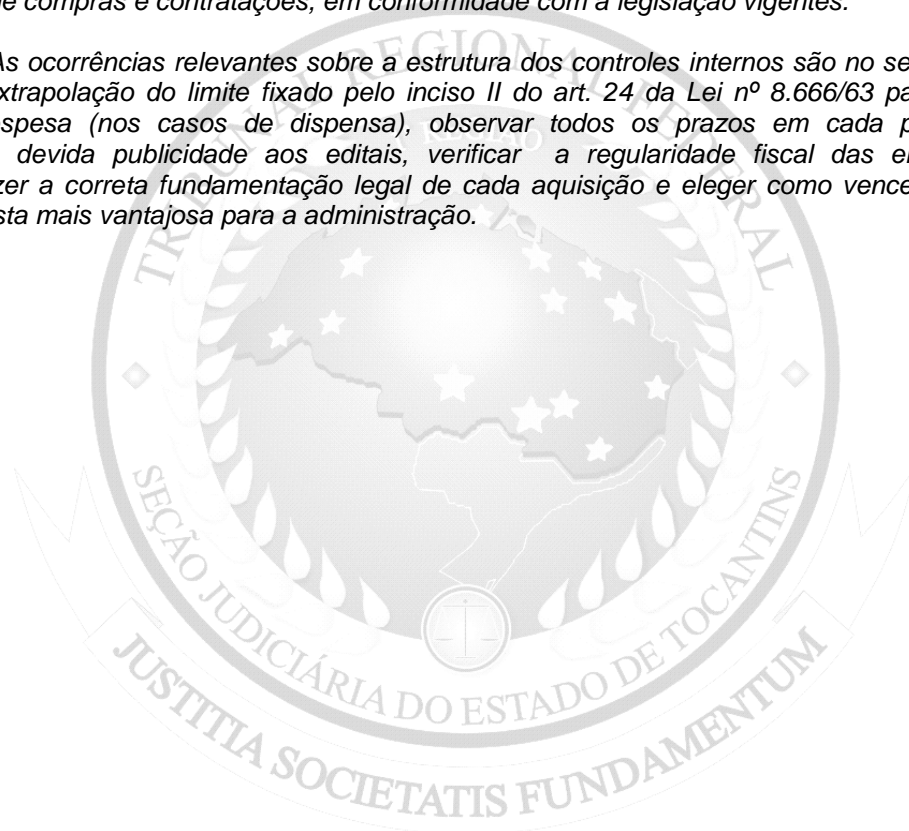 e compras e contratações, em conformidade com a legislação vigentes.
As ocorrências relevantes sobre a estrutura dos controles internos são no se
xtrapolação do limite fixado pelo inciso II do art. 24 da Lei nº 8.666/63 pa
spesa (nos casos de dispensa), observar todos os prazos em cada p
devida publicidade aos editais, verificar a regularidade fiscal das e
zer a correta fundamentação legal de cada aquisição e eleger como vence
sta mais vantajosa para a administração.
TRIBUNAL REGIONAL FEDERAL
REGIÃO
SEÇÃO JUDICIÁRIA DO ESTADO DE TOCANTINS
JUSTITIA SOCIETATIS FUNDAMENTUM